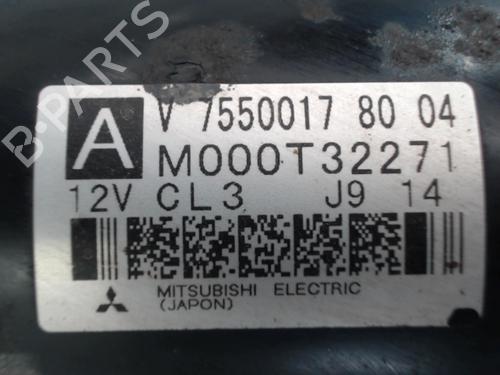 B-PARTS
A
V 7550017 80 04
M000T32271
12V CL3 J9 14
MITSUBISHI ELECTRIC
(JAPON)